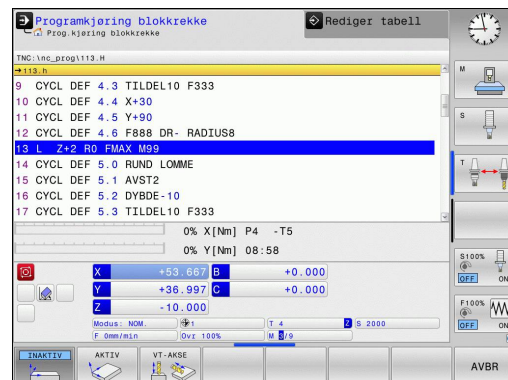 Programkjøring blokkrekke
Prog.kjøring blokkrekke
Rediger tabell
TNC:\nc_prog\113.H
→113.h
9 CYCL DEF 4.3 TILDEL10 F333
10 CYCL DEF 4.4 X+30
11 CYCL DEF 4.5 Y+90
12 CYCL DEF 4.6 F888 DR- RADIUS8
13 L Z+2 R0 FMAX M99
14 CYCL DEF 5.0 RUND LOMME
15 CYCL DEF 5.1 AVST2
16 CYCL DEF 5.2 DYBDE-10
17 CYCL DEF 5.3 TILDEL10 F333
0% X[Nm] P4 -T5
0% Y[Nm] 08:58
X +53.667 B +0.000
Y +36.997 C +0.000
Z -10.000
Modus: NOM. 1 T 4 Z S 2000
F 0mm/min Ovr 100% M 3/9
INAKTIV
AKTIV
VT-AKSE
M
S
T
S100%
OFF ON
F100%
OFF ON
AVBR